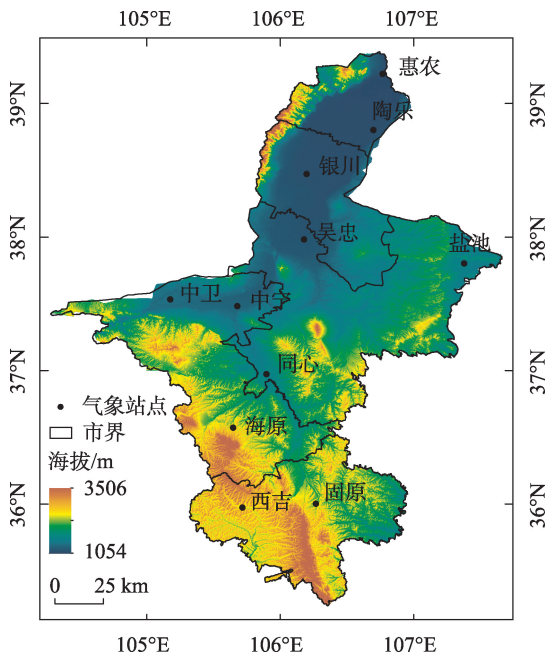 105°E 106°E 107°E
39°N 39°N
惠农
陶乐
银川
38°N 38°N
吴忠
盐池
中卫
中宁
37°N 37°N
同心
气象站点
海原
市界
海拔/m
3506
西吉
固原
36°N 36°N
1054
0 25 km
105°E 106°E 107°E